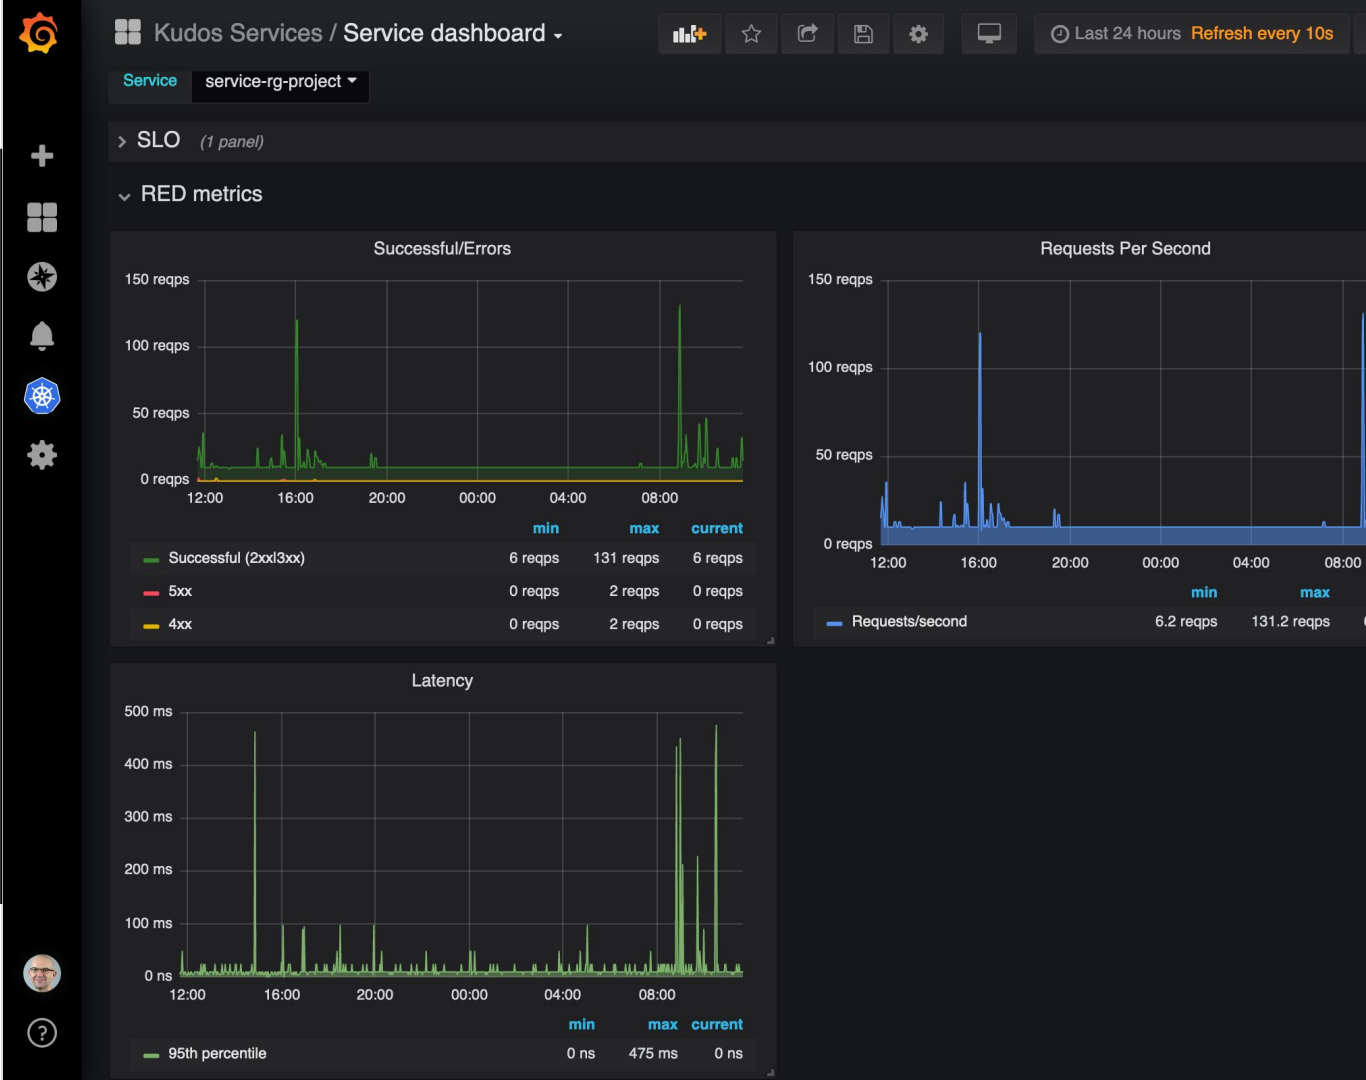 Kudos Services / Service dashboard
Last 24 hours Refresh every 10s
Service service-rg-project
SLO (1 panel)
RED metrics
Successful/Errors
150 reqps
100 reqps
50 reqps
0 reqps
12:00 16:00 20:00 00:00 04:00 08:00
min max current
Successful (2xx|3xx) 6 reqps 131 reqps 6 reqps
5xx 0 reqps 2 reqps 0 reqps
4xx 0 reqps 2 reqps 0 reqps
Requests Per Second
150 reqps
100 reqps
50 reqps
0 reqps
12:00 16:00 20:00 00:00 04:00 08:00
min max
Requests/second 6.2 reqps 131.2 reqps
Latency
500 ms
400 ms
300 ms
200 ms
100 ms
0 ns
12:00 16:00 20:00 00:00 04:00 08:00
min max current
95th percentile 0 ns 475 ms 0 ns
?